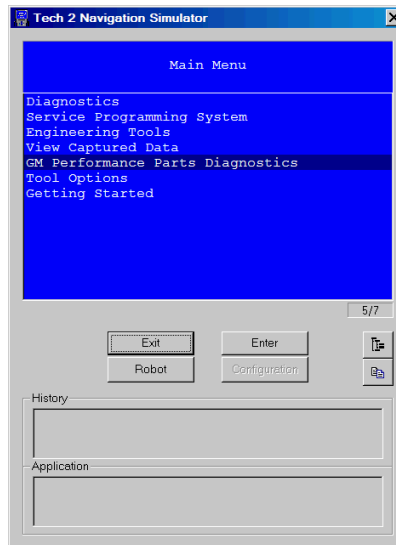 Tech 2 Navigation Simulator
Main Menu
Diagnostics
Service Programming System
Engineering Tools
View Captured Data
GM Performance Parts Diagnostics
Tool Options
Getting Started
5/7
Exit
Enter
Robot
Configuration
History
Application